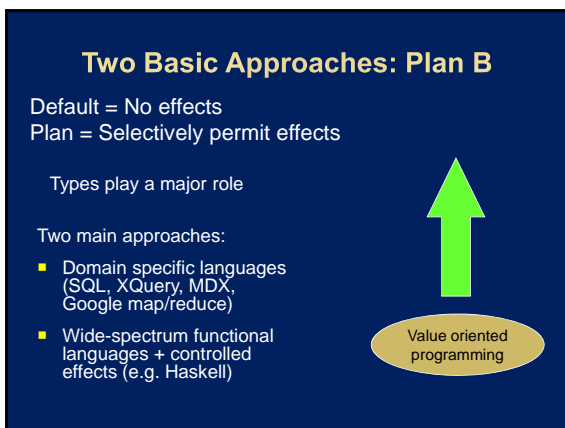 Two Basic Approaches: Plan B
Default = No effects
Plan = Selectively permit effects
Types play a major role
Two main approaches:
Domain specific languages
(SQL, XQuery, MDX,
Google map/reduce)
Wide-spectrum functional
languages + controlled
effects (e.g. Haskell)
Value oriented
programming